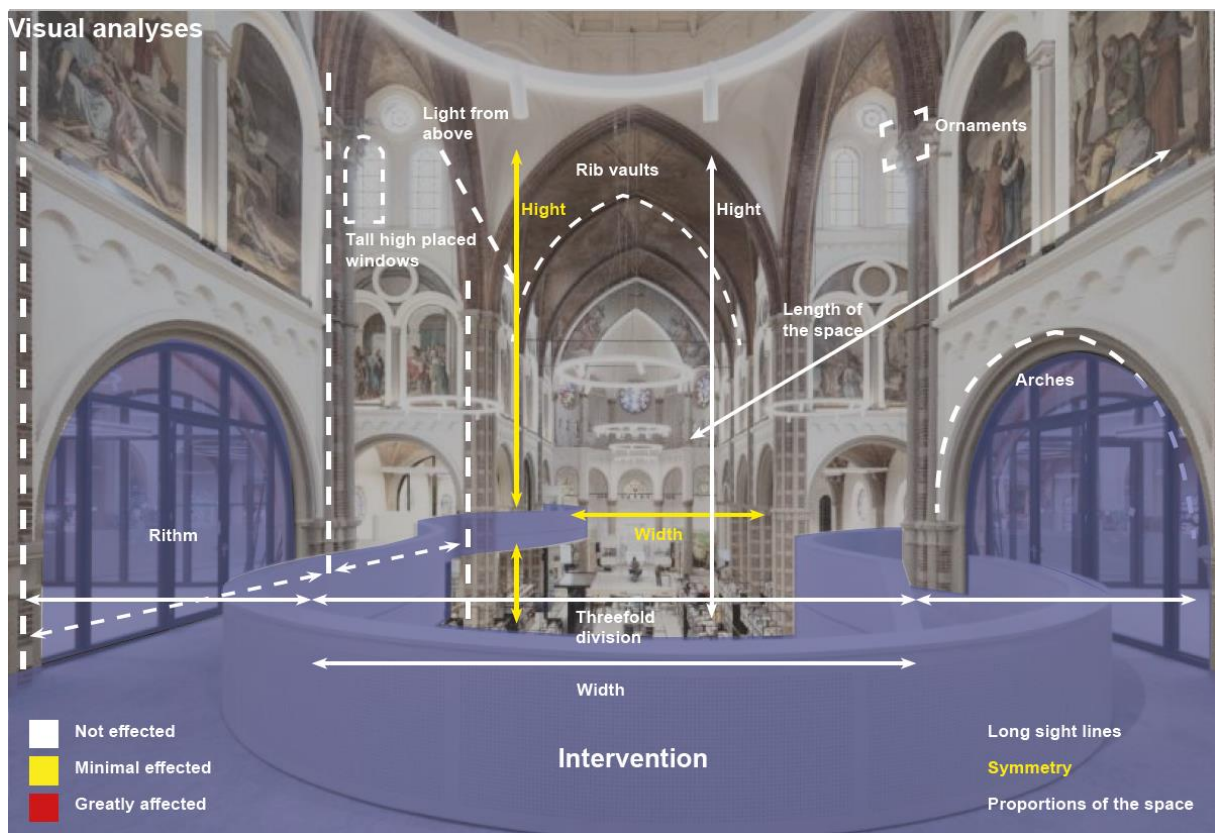 Visual analyses
Light from
above
Ornaments
Rib vaults
Hight
Hight
Tall high placed
windows
Length of
the space
Arches
Rithm
Width
Threefold
division
Width
Not effected
Minimal effected
Greatly affected
Intervention
Long sight lines
Symmetry
Proportions of the space